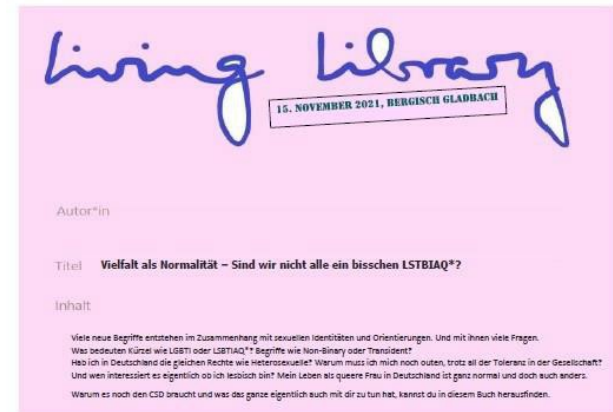 Living Library
15. NOVEMBER 2021, BERGISCH GLADBACH
Autor*in
Titel Vielfalt als Normalität – Sind wir nicht alle ein bisschen LSTBIAQ*?
Inhalt
Viele neue Begriffe entstehen im Zusammenhang mit sexuellen Identitäten und Orientierungen. Und mit ihnen viele Fragen.
Was bedeuten Kürzel wie LGBTI oder LSBTIAQ*? Begriffe wie Non-Binary oder Transident?
Hab ich in Deutschland die gleichen Rechte wie Heterosexuelle? Warum muss ich mich noch outen, trotz all der Toleranz in der Gesellschaft?
Und wen interessiert es eigentlich ob ich lesbisch bin? Mein Leben als queere Frau in Deutschland ist ganz normal und doch auch anders.
Warum es noch den CSD braucht und was das ganze eigentlich auch mit dir zu tun hat, kannst du in diesem Buch herausfinden.